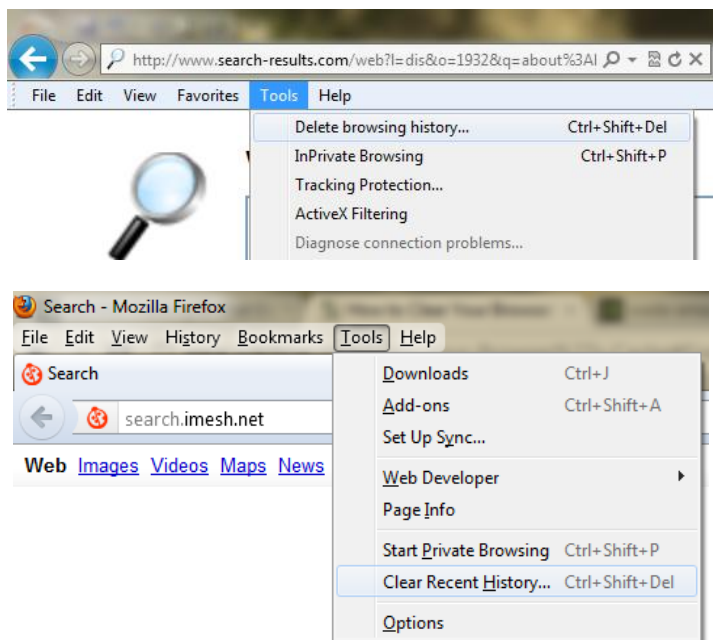 http://www.search-results.com/web?l=dis&o=1932&q=about%3AI
File Edit View Favorites Tools Help
Delete browsing history... Ctrl+Shift+Del
InPrivate Browsing Ctrl+Shift+P
Tracking Protection...
ActiveX Filtering
Diagnose connection problems...
Search - Mozilla Firefox
File Edit View History Bookmarks Tools Help
Search
Downloads Ctrl+J
Add-ons Ctrl+Shift+A
search.imesh.net
Set Up Sync...
Web Images Videos Maps News
Web Developer
Page Info
Start Private Browsing Ctrl+Shift+P
Clear Recent History... Ctrl+Shift+Del
Options